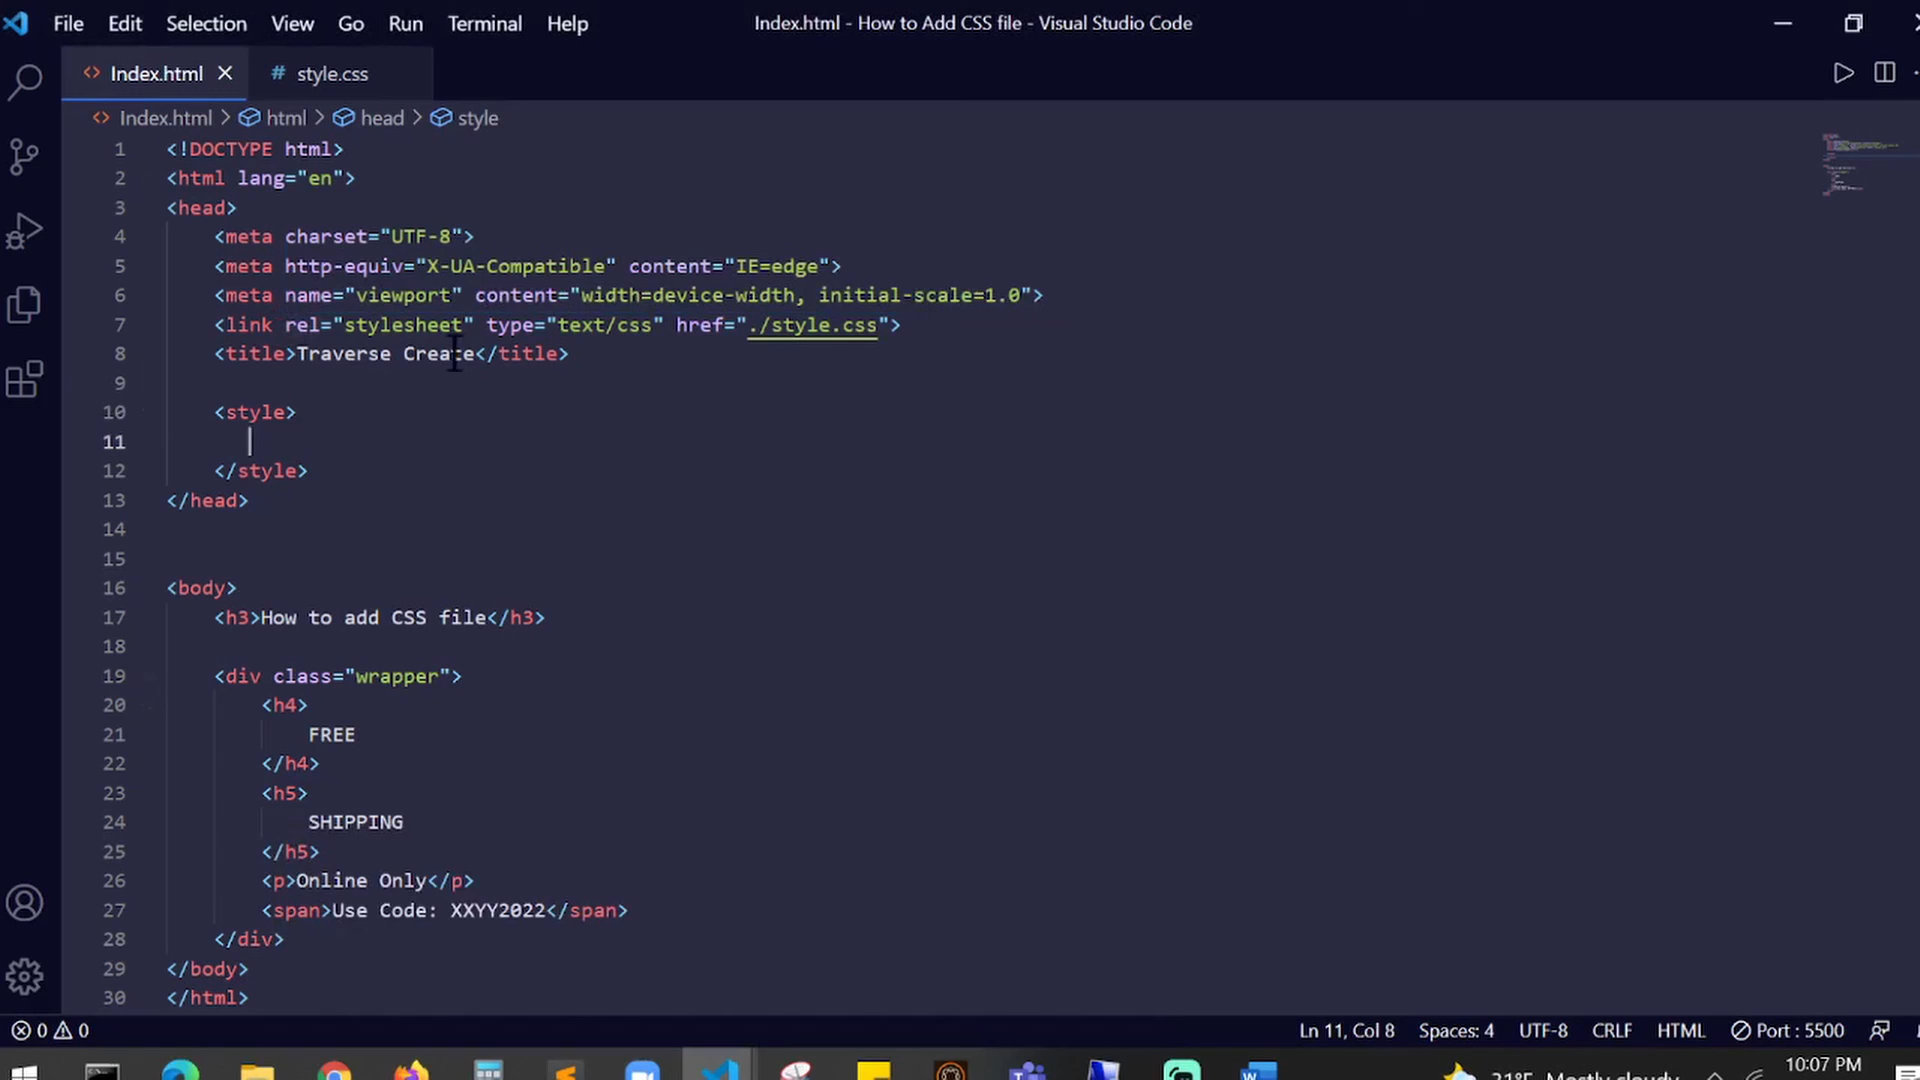 File Edit Selection View Go Run Terminal Help Index.html - How to Add CSS file - Visual Studio Code
Index.html style.css
Index.html > html > head > style
1 <!DOCTYPE html>
2 <html lang="en">
3 <head>
4 <meta charset="UTF-8">
5 <meta http-equiv="X-UA-Compatible" content="IE=edge">
6 <meta name="viewport" content="width=device-width, initial-scale=1.0">
7 <link rel="stylesheet" type="text/css" href="./style.css">
8 <title>Traverse Create</title>
9
10 <style>
11
12 </style>
13 </head>
14
15
16 <body>
17 <h3>How to add CSS file</h3>
18
19 <div class="wrapper">
20 <h4>
21 FREE
22 </h4>
23 <h5>
24 SHIPPING
25 </h5>
26 <p>Online Only</p>
27 <span>Use Code: XXYY2022</span>
28 </div>
29 </body>
30 </html>
0 0 Ln 11, Col 8 Spaces: 4 UTF-8 CRLF HTML Port : 5500
31°F Mostly cloudy 10:07 PM